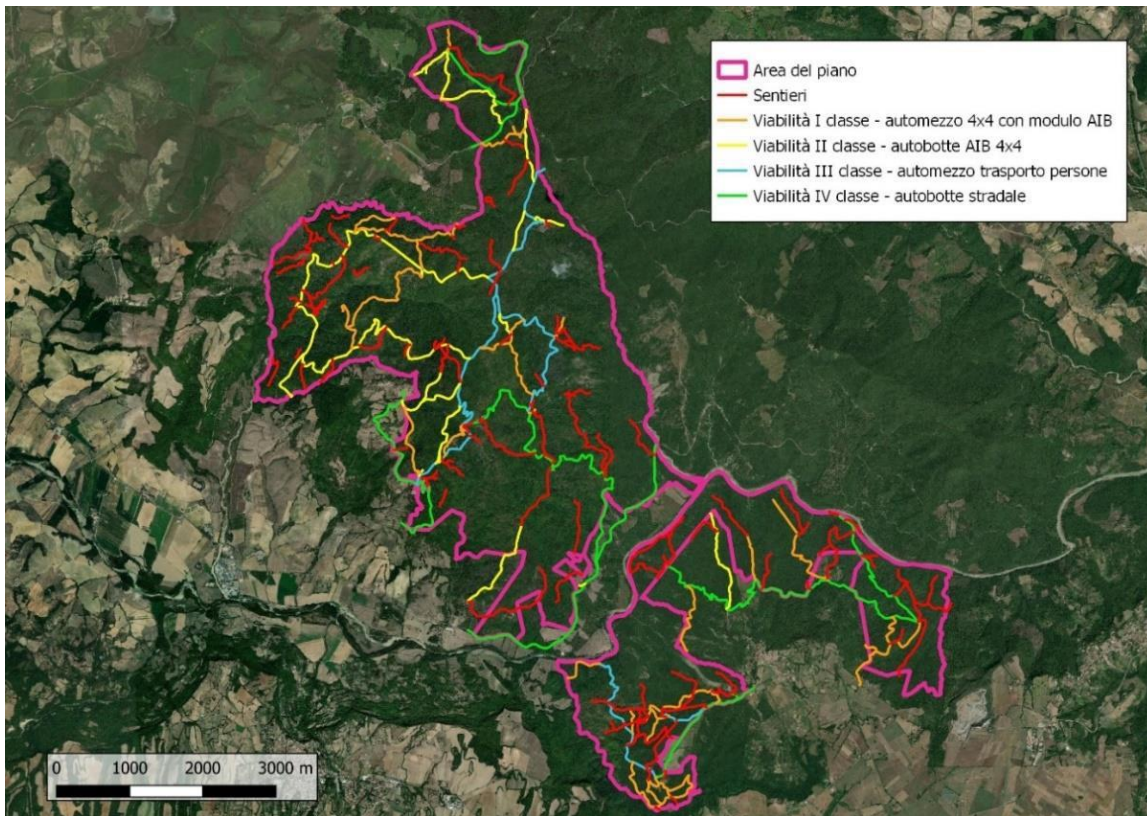 Area del piano
Sentieri
Viabilità I classe - automezzo 4x4 con modulo AIB
Viabilità II classe - autobotte AIB 4x4
Viabilità III classe - automezzo trasporto persone
Viabilità IV classe - autobotte stradale
0 1000 2000 3000 m